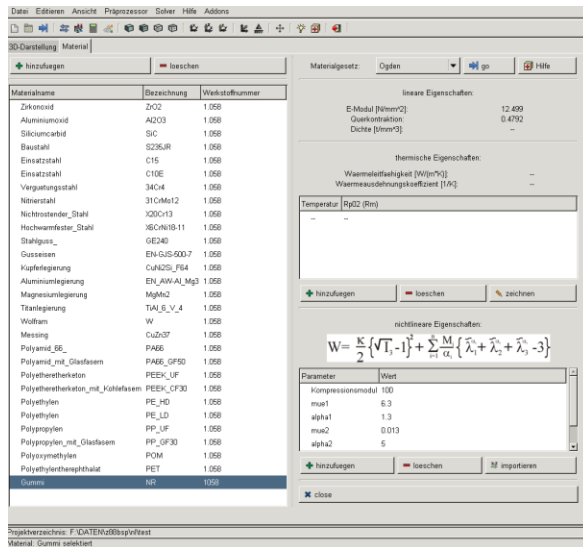 Datei Editieren Ansicht Präprozessor Solver Hilfe Addons
3D-Darstellung Material
hinzufuegen loeschen
Materialname Bezeichnung Werkstoffnummer
Zirkonoxid ZrO2 1.058
Aluminiumoxid Al2O3 1.058
Siliciumcarbid SiC 1.058
Baustahl S235JR 1.058
Einsatzstahl C15 1.058
Einsatzstahl C10E 1.058
Verguetungsstahl 34Cr4 1.058
Nitrierstahl 31CrMo12 1.058
Nichtrostender_Stahl X20Cr13 1.058
Hochwarmfester_Stahl X6CrNi18-11 1.058
Stahlguss_ GE240 1.058
Gusseisen EN-GJS-500-7 1.058
Kupferlegierung CuNi2Si_F64 1.058
Aluminiumlegierung EN_AW-Al_Mg3 1.058
Magnesiumlegierung MgMn2 1.058
Titanlegierung TiAl_6_V_4 1.058
Wolfram W 1.058
Messing CuZn37 1.058
Polyamid_66_ PA66 1.058
Polyamid_mit_Glasfasern PA66_GF50 1.058
Polyetheretherketon PEEK_UF 1.058
Polyetheretherketon_mit_Kohlefasern PEEK_CF30 1.058
Polyethylen PE_HD 1.058
Polyethylen PE_LD 1.058
Polypropylen PP_UF 1.058
Polypropylen_mit_Glasfasern PP_GF30 1.058
Polyoxymethylen POM 1.058
Polyethylentherephthalat PET 1.058
Gummi NR 1058
Materialgesetz: Ogden go Hilfe
lineare Eigenschaften:
E-Modul [N/mm^2]: 12.499
Querkontraktion: 0.4792
Dichte [t/mm^3]: --
thermische Eigenschaften:
Waermeleitfaehigkeit [W/(m*K)]: --
Waermeausdehnungskoeffizient [1/K]: --
Temperatur Rp02 (Rm)
-- --
hinzufuegen loeschen zeichnen
nichtlineare Eigenschaften:
Parameter Wert
Kompressionsmodul 100
mue1 6.3
alpha1 1.3
mue2 0.013
alpha2 5
hinzufuegen loeschen importieren
close
Projektverzeichnis: F:\DATEN\z88bsp\nl\test
Material: Gummi selektiert